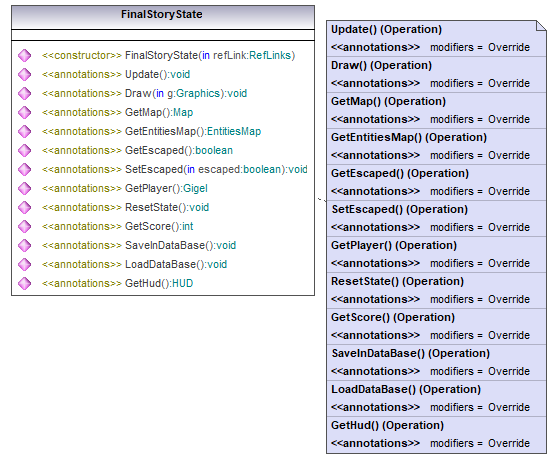 FinalStoryState
<<constructor>> FinalStoryState(in refLink:RefLinks)
<<annotations>> Update():void
<<annotations>> Draw(in g:Graphics):void
<<annotations>> GetMap():Map
<<annotations>> GetEntitiesMap():EntitiesMap
<<annotations>> GetEscaped():boolean
<<annotations>> SetEscaped(in escaped:boolean):void
<<annotations>> GetPlayer():Gigel
<<annotations>> ResetState():void
<<annotations>> GetScore():int
<<annotations>> SaveInDataBase():void
<<annotations>> LoadDataBase():void
<<annotations>> GetHud():HUD
Update() (Operation)
<<annotations>> modifiers = Override
Draw() (Operation)
<<annotations>> modifiers = Override
GetMap() (Operation)
<<annotations>> modifiers = Override
GetEntitiesMap() (Operation)
<<annotations>> modifiers = Override
GetEscaped() (Operation)
<<annotations>> modifiers = Override
SetEscaped() (Operation)
<<annotations>> modifiers = Override
GetPlayer() (Operation)
<<annotations>> modifiers = Override
ResetState() (Operation)
<<annotations>> modifiers = Override
GetScore() (Operation)
<<annotations>> modifiers = Override
SaveInDataBase() (Operation)
<<annotations>> modifiers = Override
LoadDataBase() (Operation)
<<annotations>> modifiers = Override
GetHud() (Operation)
<<annotations>> modifiers = Override